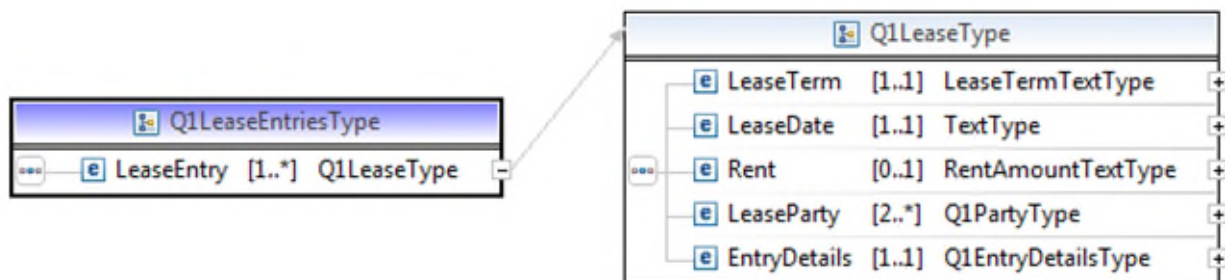 Q1LeaseType
LeaseTerm [1..1] LeaseTermTextType
LeaseDate [1..1] TextType
Q1LeaseEntriesType
LeaseEntry [1..*] Q1LeaseType
Rent [0..1] RentAmountTextType
LeaseParty [2..*] Q1PartyType
EntryDetails [1..1] Q1EntryDetailsType